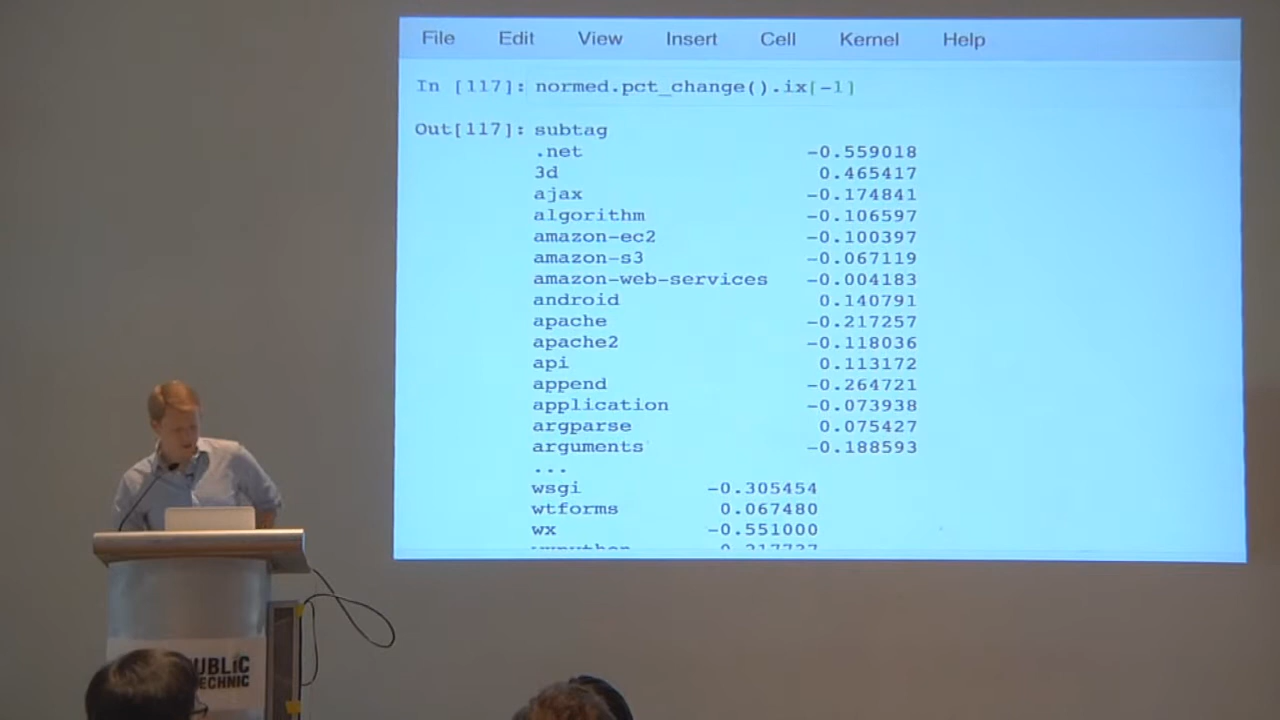 File Edit View Insert Cell Kernel Help
In [117]: normed.pct_change().ix[-1]
Out[117]: subtag
.net -0.559018
3d 0.465417
ajax -0.174841
algorithm -0.106597
amazon-ec2 -0.100397
amazon-s3 -0.067119
amazon-web-services -0.004183
android 0.140791
apache -0.217257
apache2 -0.118036
api 0.113172
append -0.264721
application -0.073938
argparse 0.075427
arguments -0.188593
...
wsgi -0.305454
wtforms 0.067480
wx -0.551000
UBLIC
ECHNIC